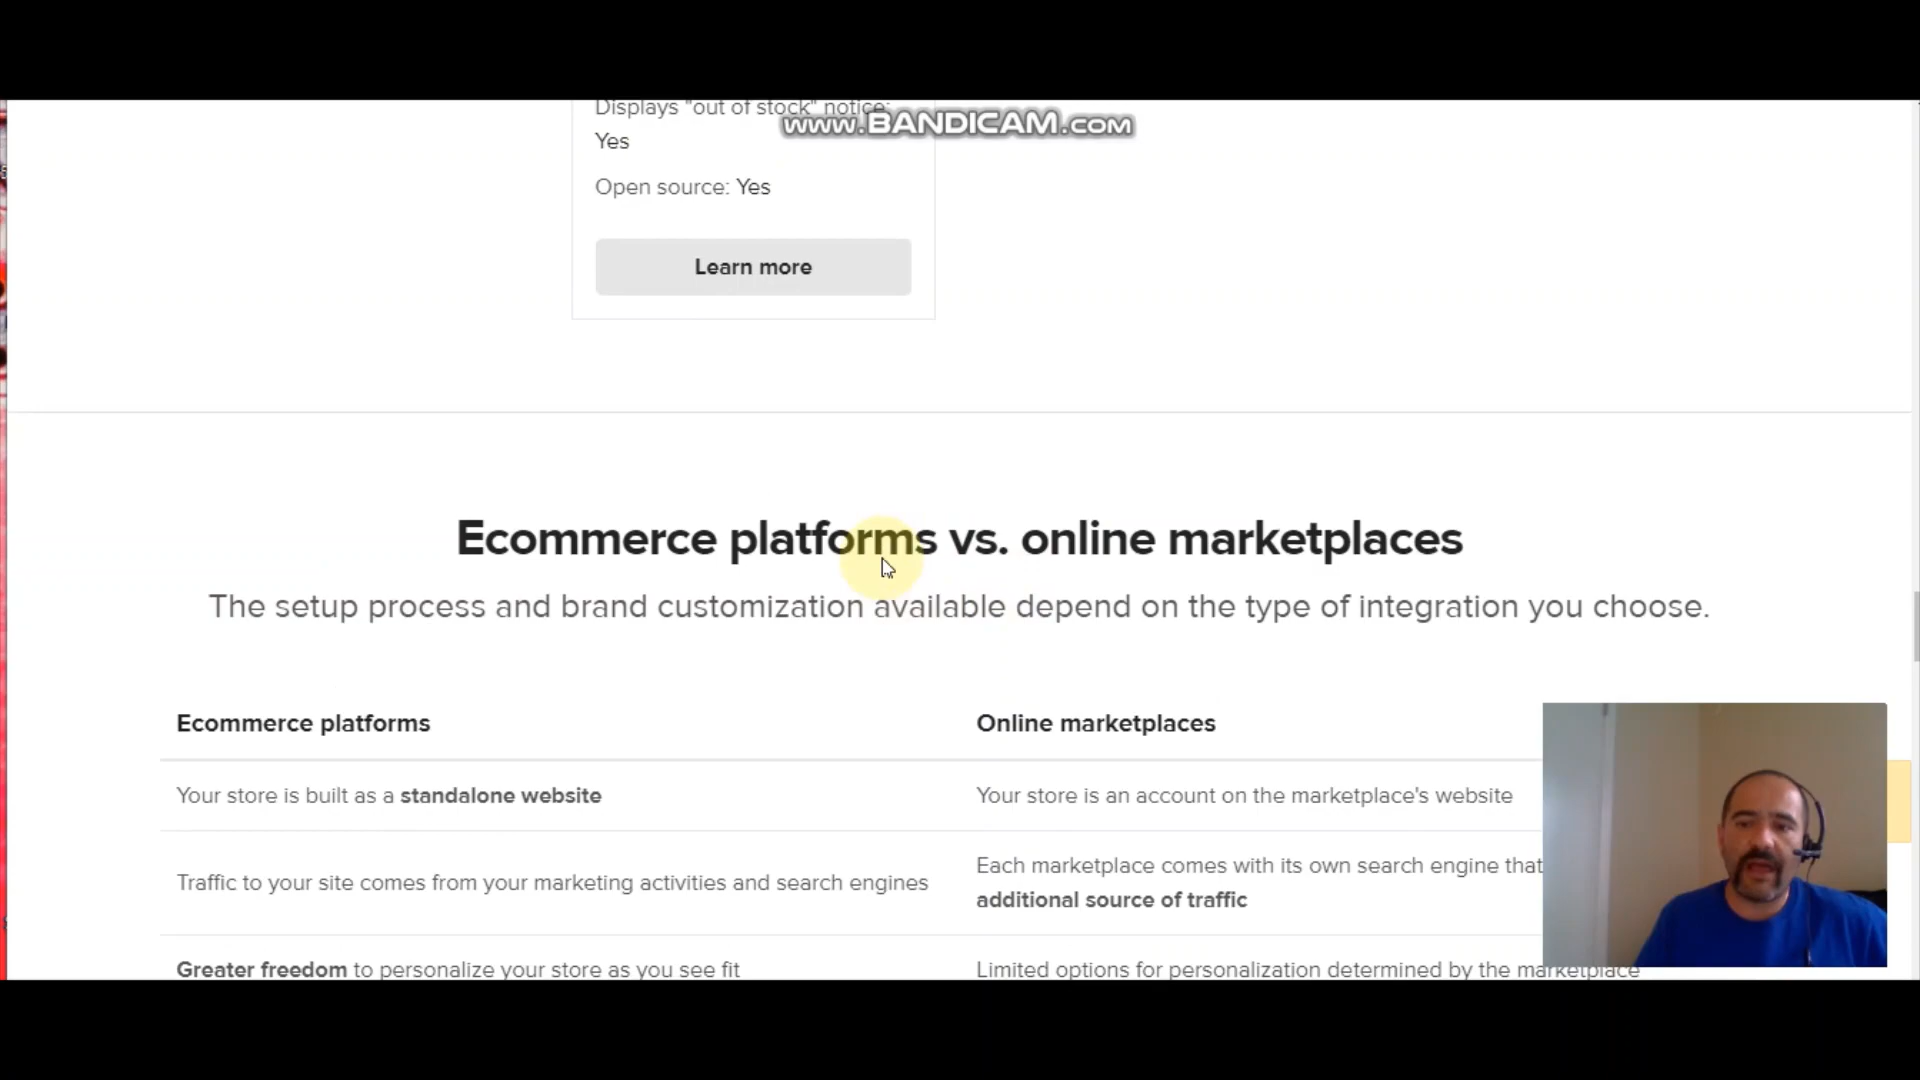 Displays "out of stock" notice:
www.BANDICAM.com
Yes
Open source: Yes
Learn more
Ecommerce platforms vs. online marketplaces
The setup process and brand customization available depend on the type of integration you choose.
Ecommerce platforms
Online marketplaces
Your store is built as a standalone website
Your store is an account on the marketplace's website
Traffic to your site comes from your marketing activities and search engines
Each marketplace comes with its own search engine that
additional source of traffic
Greater freedom to personalize your store as you see fit
Limited options for personalization determined by the marketplace